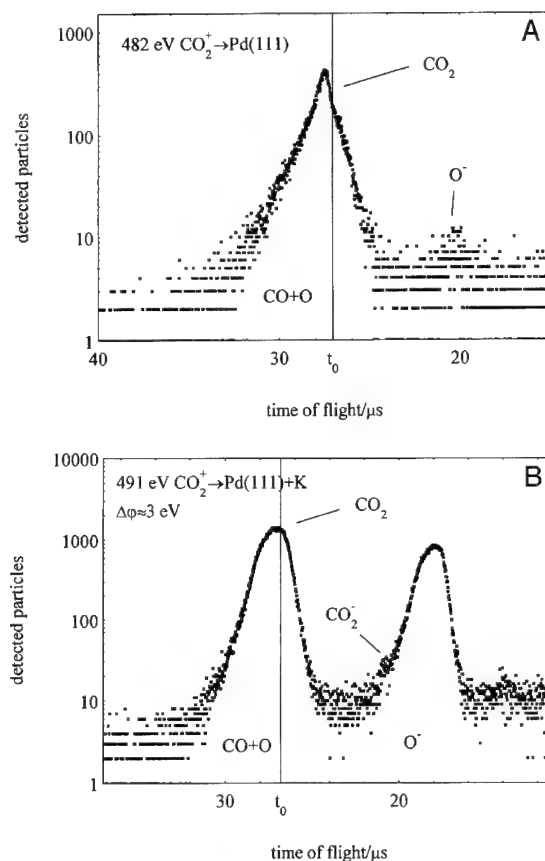 A
482 eV CO₂⁺→Pd(111)
1000
CO₂
100
O⁻
10
CO+O
1
40
30
t₀
20
detected particles
time of flight/μs
B
10000
491 eV CO₂⁺→Pd(111)+K
Δφ≈3 eV
CO₂
1000
CO₂⁻
100
10
CO+O
O⁻
1
30
t₀
20
detected particles
time of flight/μs